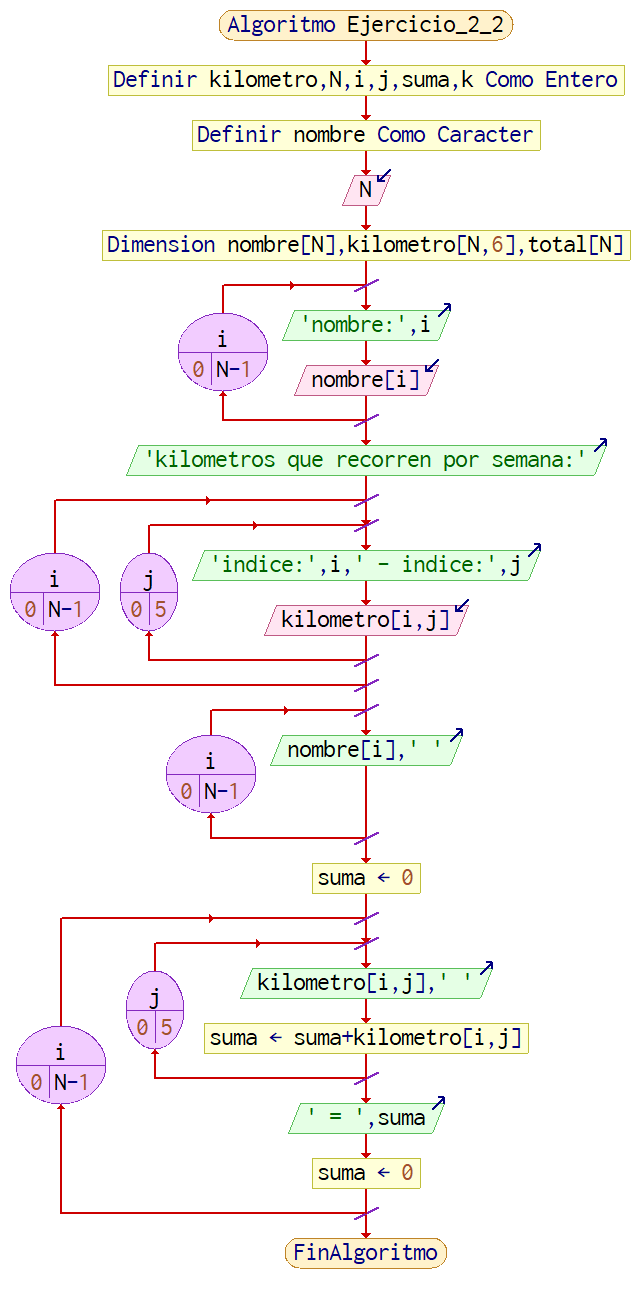 Algoritmo Ejercicio_2_2
Definir kilometro,N,i,j,suma,k Como Entero
Definir nombre Como Caracter
N
Dimension nombre[N],kilometro[N,6],total[N]
i
0 N-1
'nombre:',i
nombre[i]
'kilometros que recorren por semana:'
i
0 N-1
j
0 5
'indice:',i,' - indice:',j
kilometro[i,j]
i
0 N-1
nombre[i],' '
suma ← 0
i
0 N-1
j
0 5
kilometro[i,j],' '
suma ← suma+kilometro[i,j]
' = ',suma
suma ← 0
FinAlgoritmo